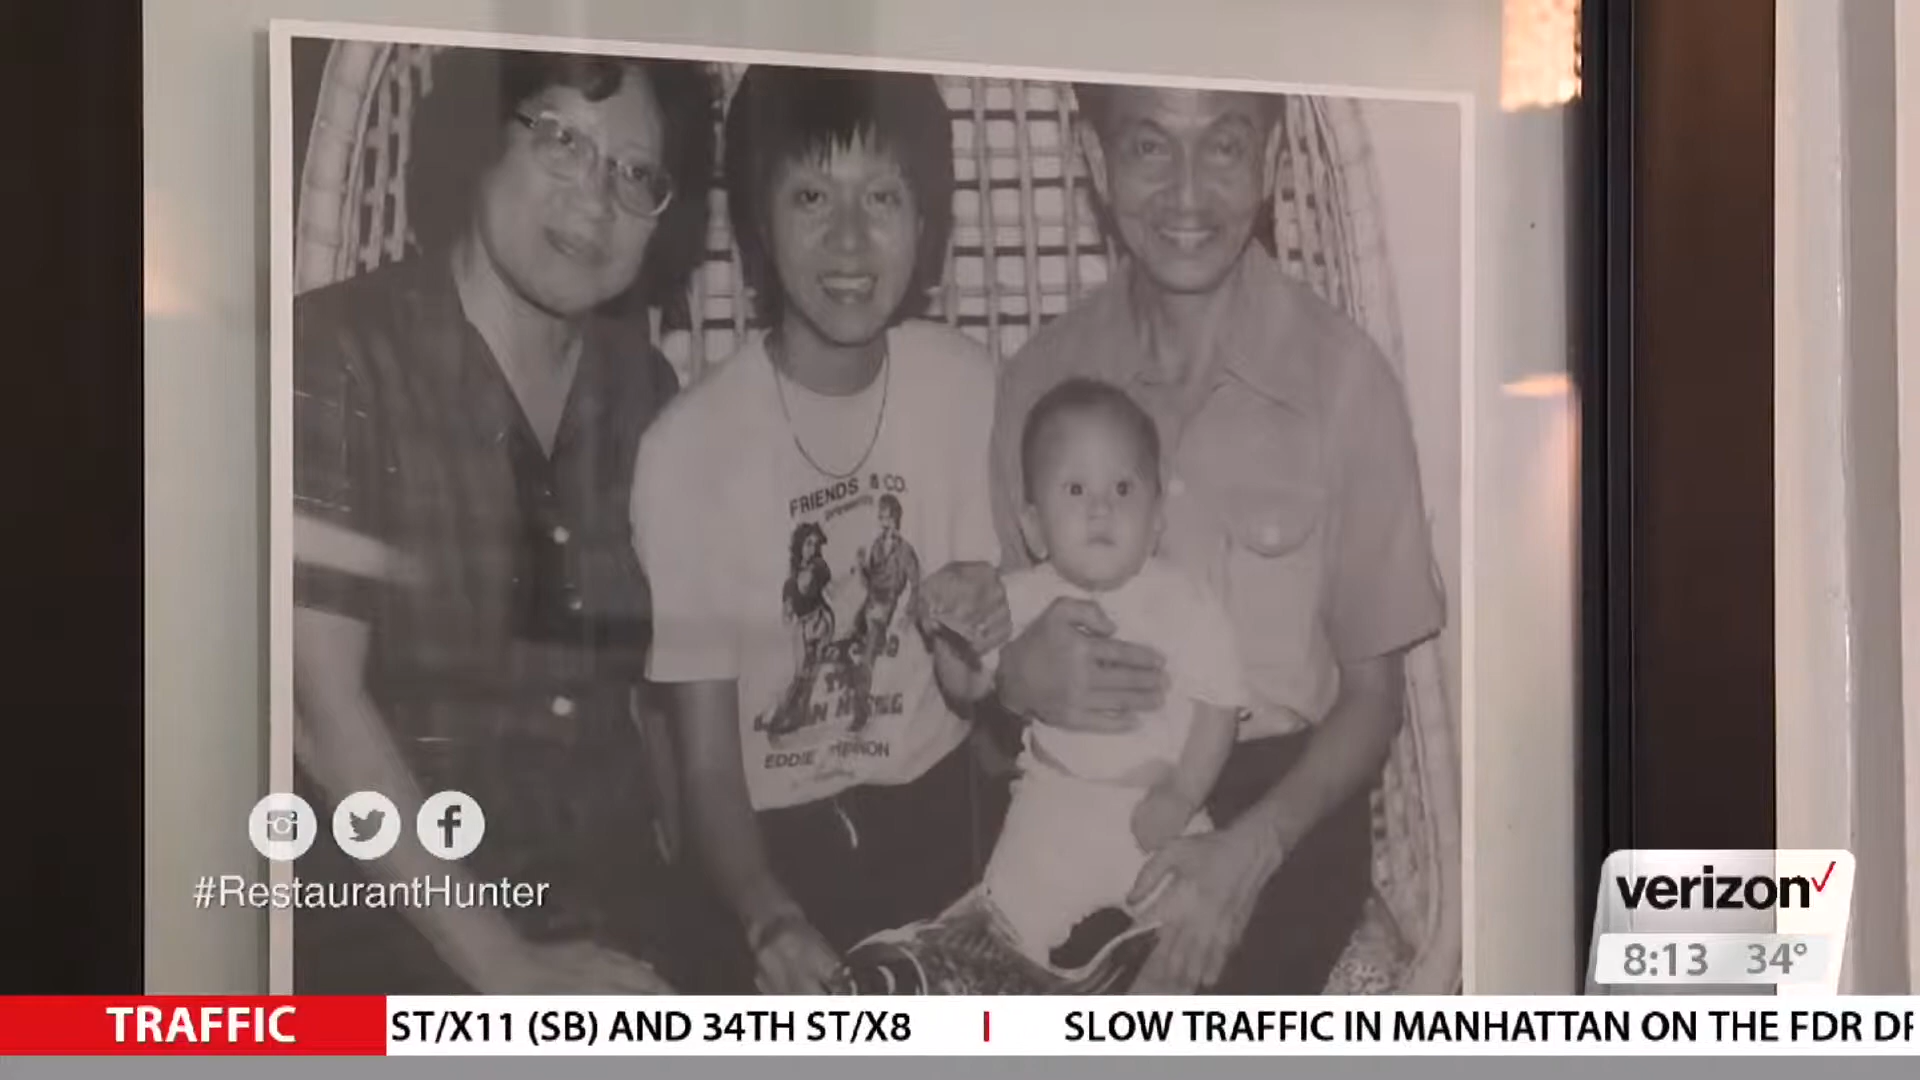 FRIENDS & CO.
presents
EDDIE
#RestaurantHunter
verizon
8:13 34°
TRAFFIC ST/X11 (SB) AND 34TH ST/X8 | SLOW TRAFFIC IN MANHATTAN ON THE FDR